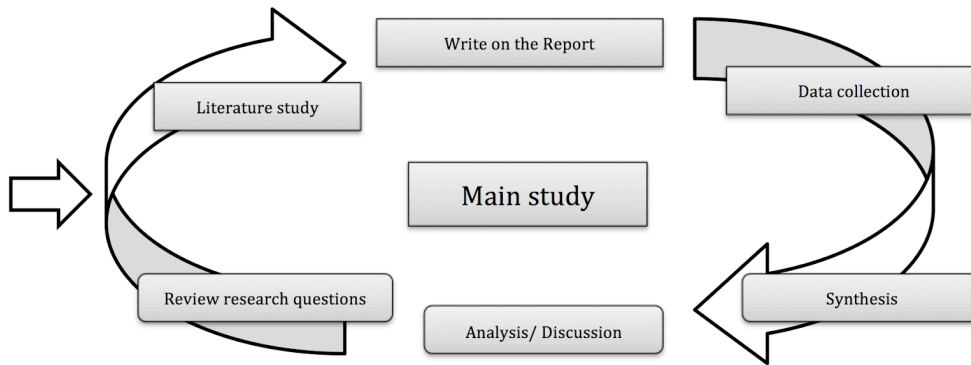 Write on the Report
Literature study
Data collection
Main study
Review research questions
Synthesis
Analysis/ Discussion